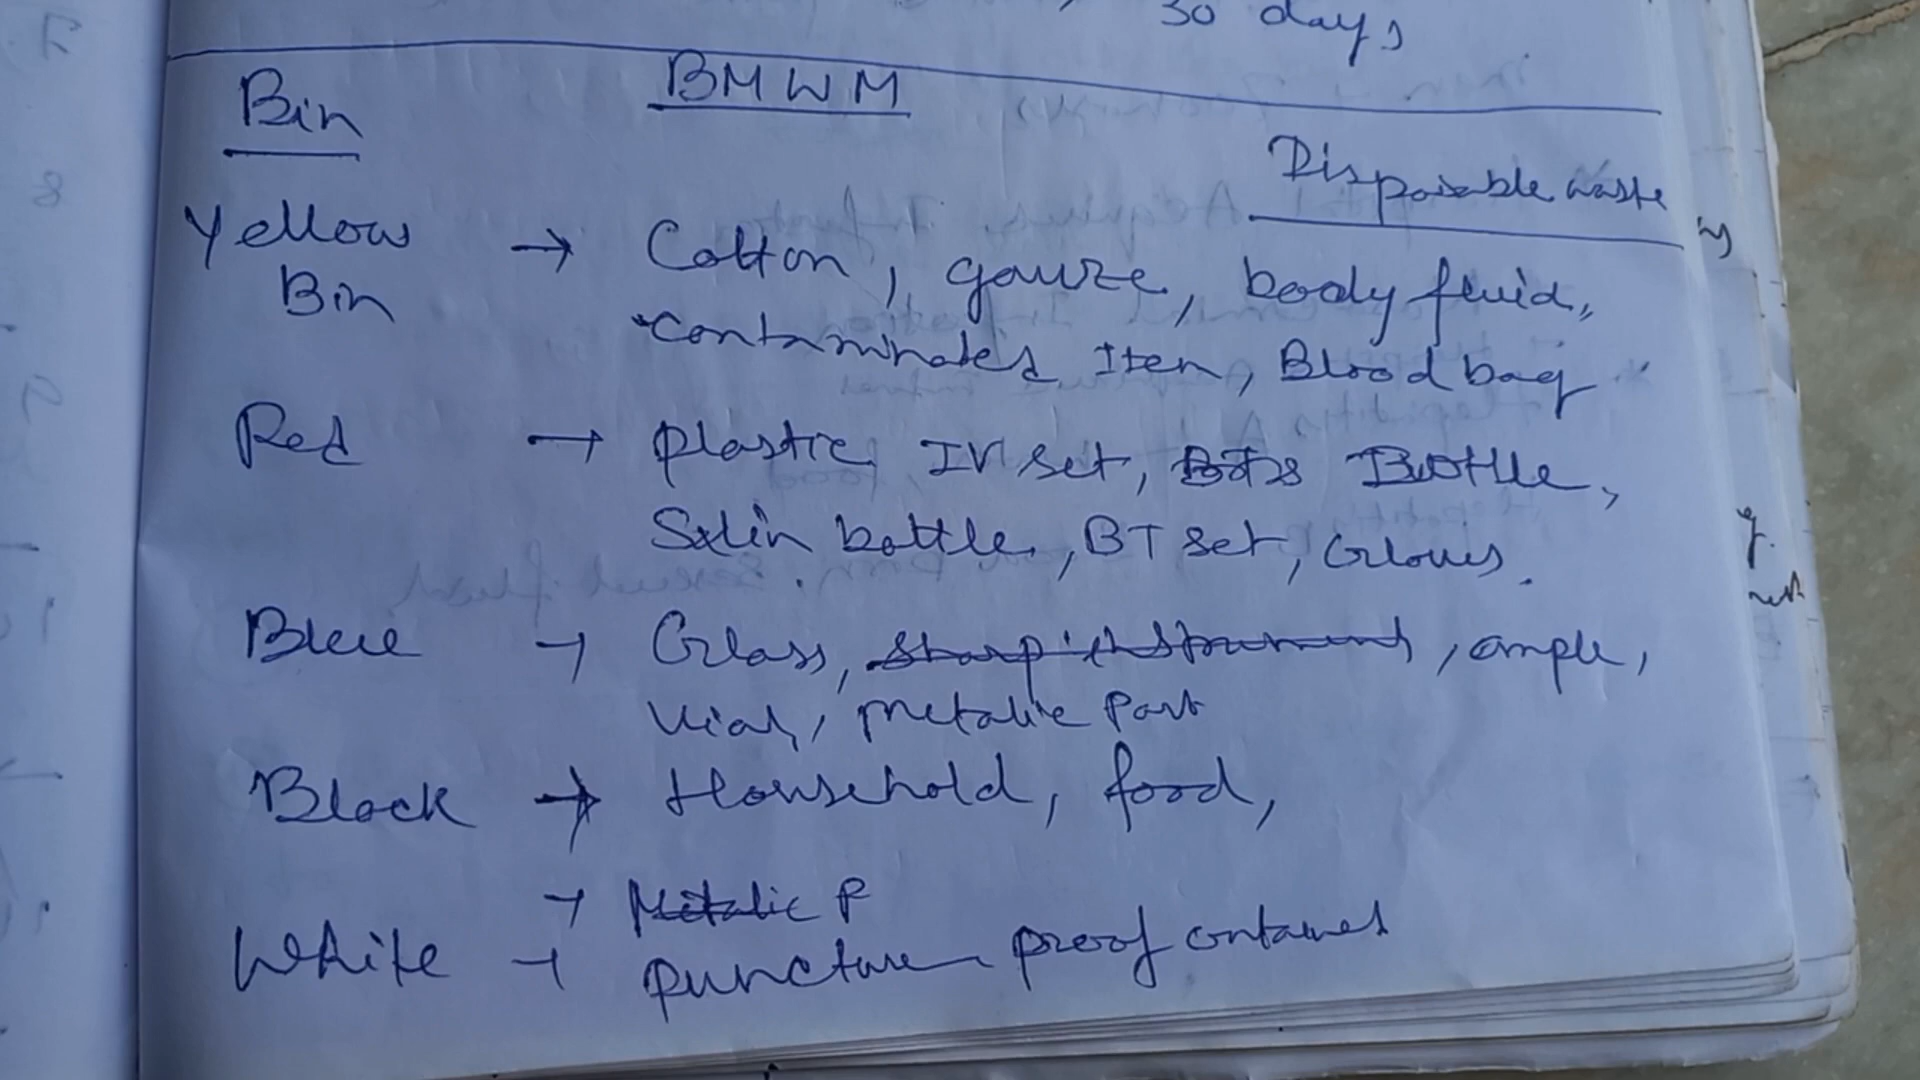 30 days
BMWM
Bin
Disposable waste
Yellow → Cotton, gauze, body fluid,
Bin contaminated Item, Blood bag
Red → plastic IV set, Bottle,
Salin bottle, BT set, Gloves.
Blue → Glass, sharp instruments, ample,
Vial, Metalic Part
Black → Household, food,
→ Metalic P
White → puncture proof container